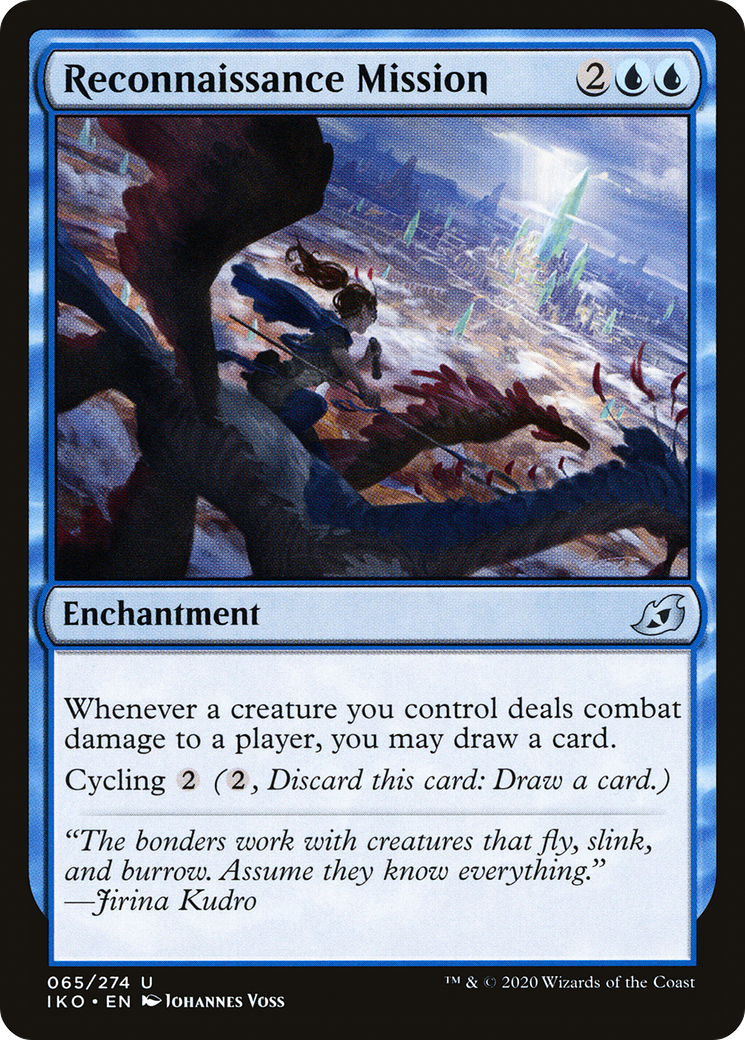 Reconnaissance Mission 2
Enchantment
Whenever a creature you control deals combat
damage to a player, you may draw a card.
Cycling 2 (2, Discard this card: Draw a card.)
“The bonders work with creatures that fly, slink,
and burrow. Assume they know everything.”
—Jirina Kudro
065/274 U
IKO • EN Johannes Voss
™ & © 2020 Wizards of the Coast